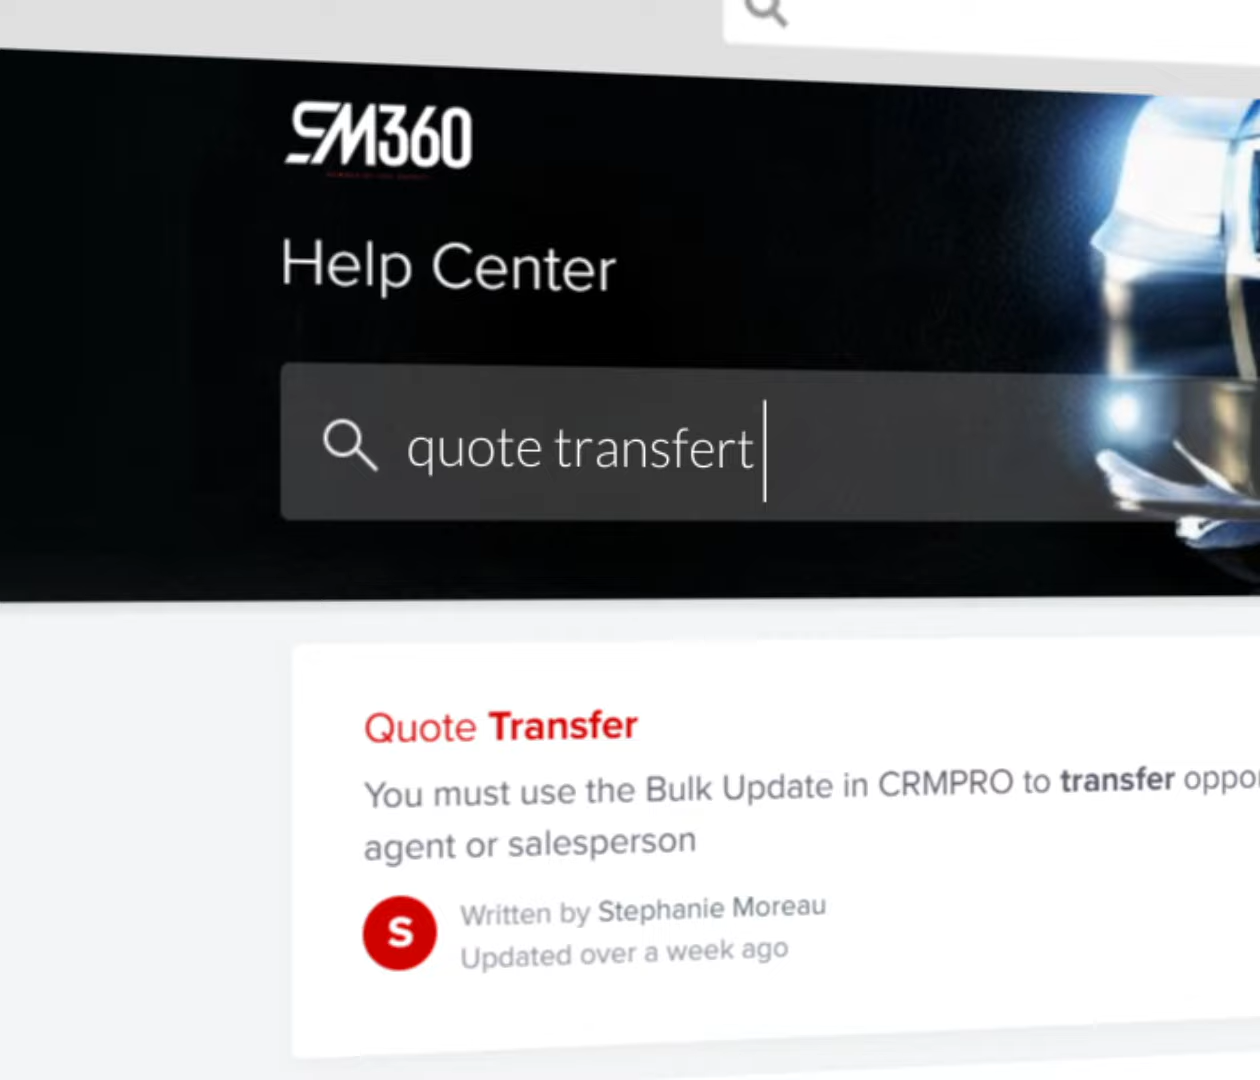 SM360
Help Center
quote transfert
Quote Transfer
You must use the Bulk Update in CRMPRO to transfer
agent or salesperson
S
Written by Stephanie Moreau
Updated over a week ago